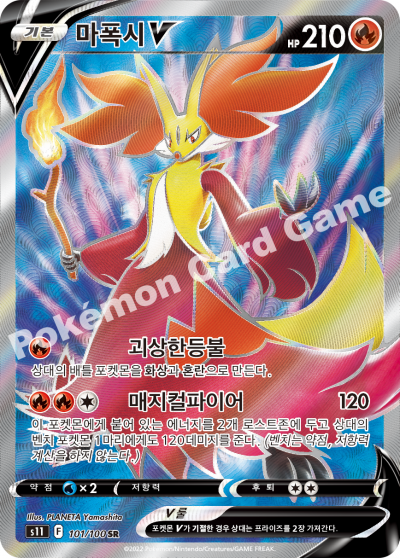 기본 마폭시V HP 210
Pokémon Card Game
괴상한등불
상대의 배틀 포켓몬을 화상과 혼란으로 만든다.
매지컬파이어 120
이 포켓몬에게 붙어 있는 에너지를 2개 로스트존에 두고 상대의
벤치 포켓몬 1마리에게도 120데미지를 준다. (벤치는 약점, 저항력
계산을 하지 않는다.)
약점 ×2 저항력 후퇴
V룰
포켓몬 V가 기절한 경우 상대는 프라이즈를 2장 가져간다.
Illus. PLANETA Yamashita
s11 F 101/100 SR
©2022 Pokémon/Nintendo/Creatures/GAME FREAK.